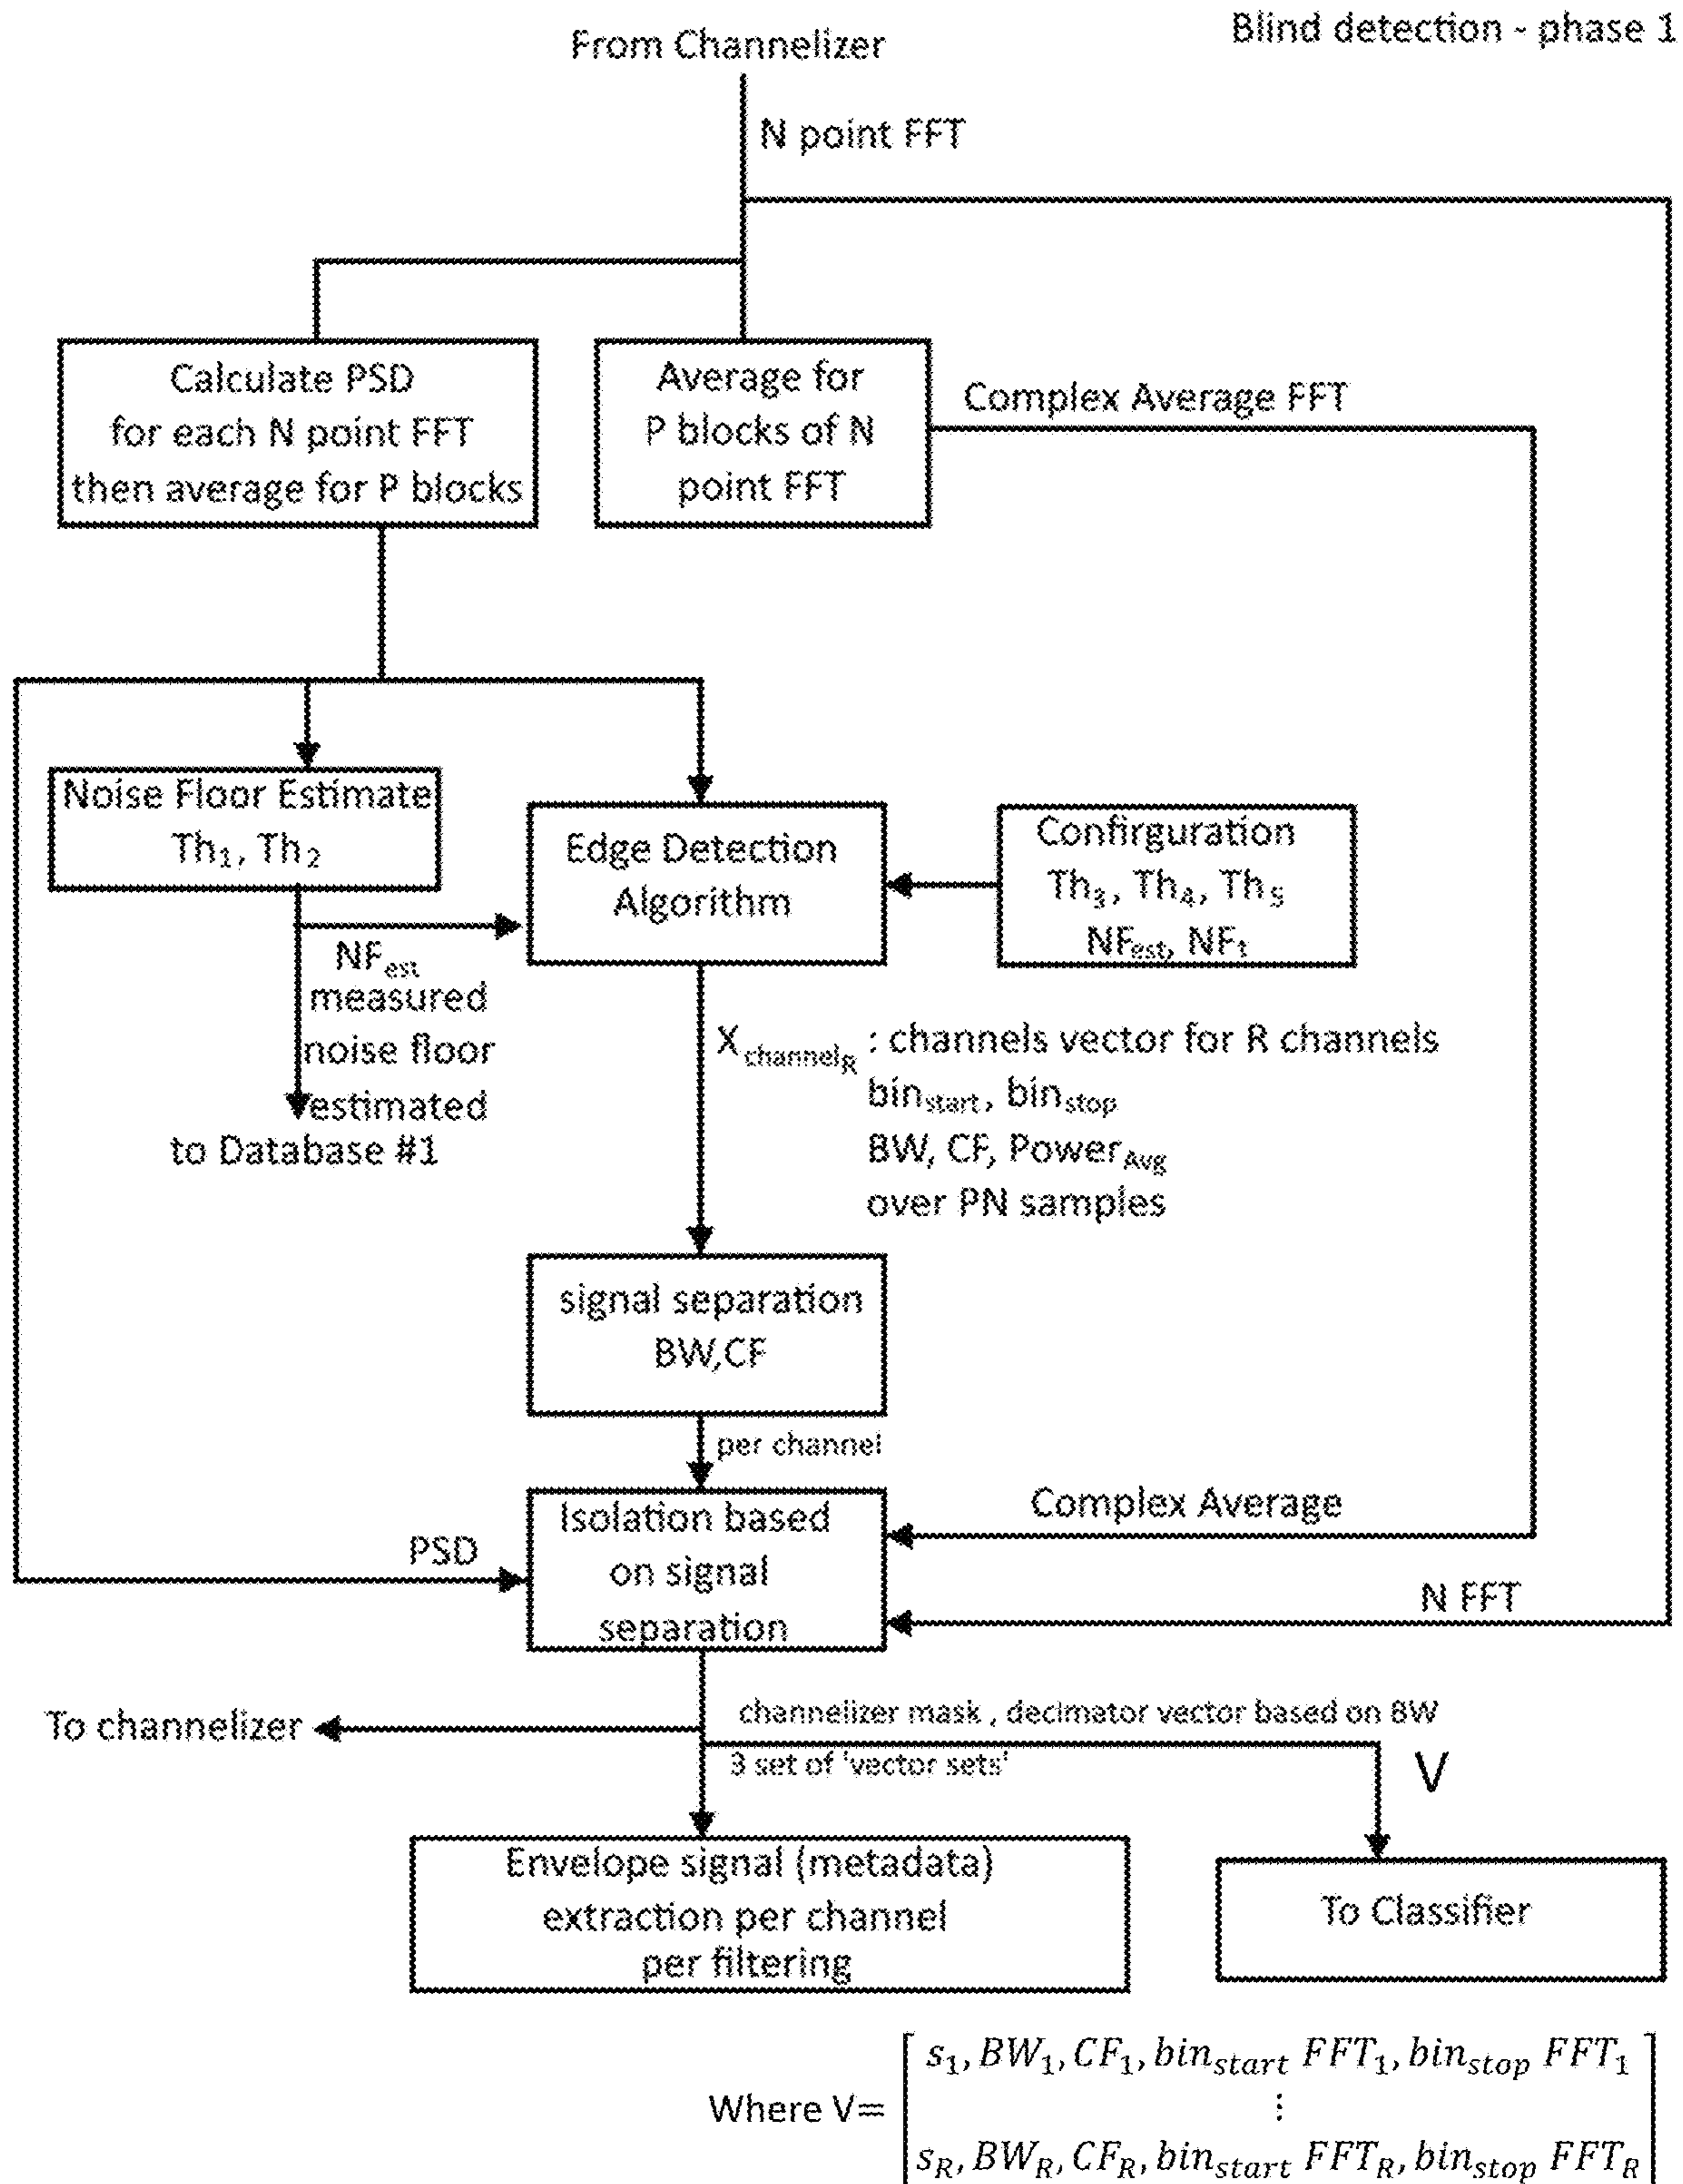 Blind detection - phase 1
From Channelizer
N point FFT
Calculate PSD
for each N point FFT
then average for P blocks
Average for
P blocks of N
point FFT
Complex Average FFT
Noise Floor Estimate
Th₁, Th₂
Edge Detection
Algorithm
Confirguration
Th₃, Th₄, Th₅
NFest, NFt
NFest
measured
noise floor
estimated
to Database #1
XchannelR : channels vector for R channels
binstart, binstop
BW, CF, PowerAvg
over PN samples
signal separation
BW,CF
per channel
Isolation based
on signal
separation
Complex Average
PSD
N FFT
To channelizer
channelizer mask , decimator vector based on BW
3 set of 'vector sets'
V
Envelope signal (metadata)
extraction per channel
per filtering
To Classifier
s₁, BW₁, CF₁, binstart FFT₁, binstop FFT₁
Where V=
⋮
sR, BWR, CFR, binstart FFTR, binstop FFTR